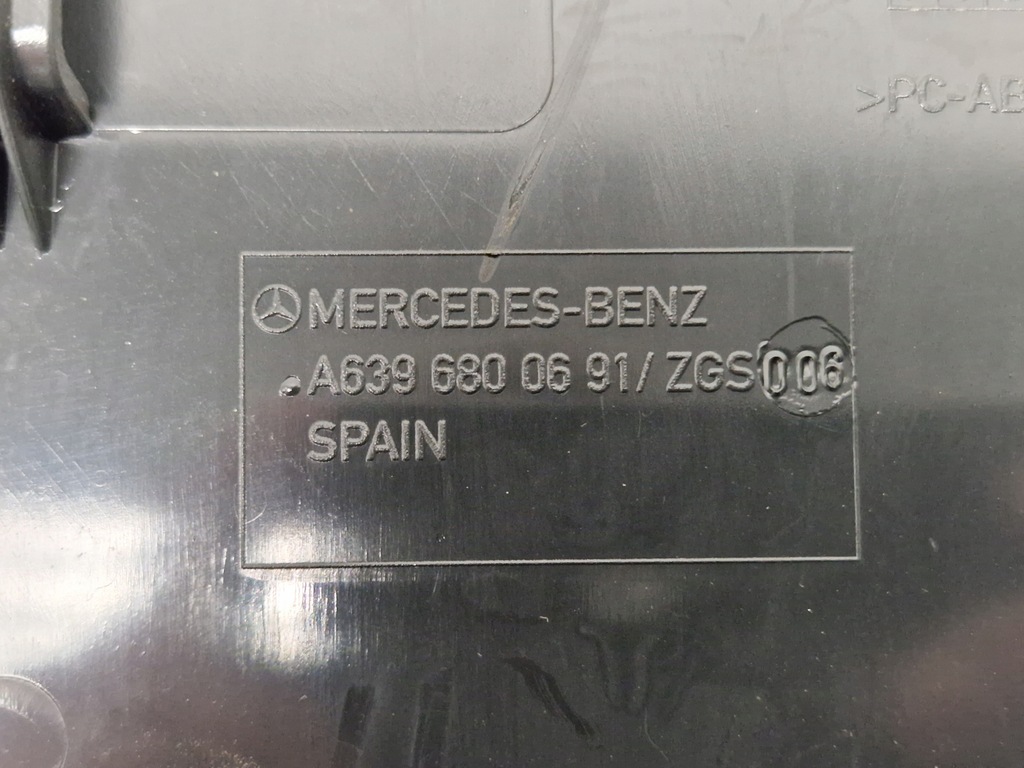 >PC-AB
MERCEDES-BENZ
.A639 680 06 91/ ZGS 006
SPAIN